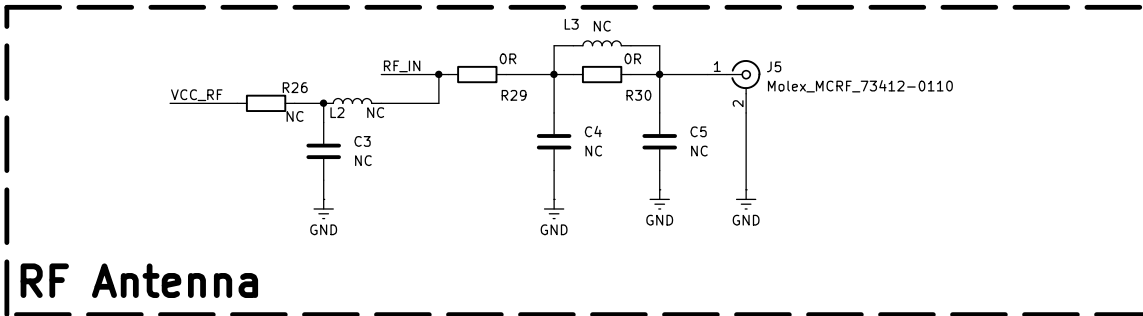 L3 NC
RF_IN
0R
0R
1
J5
R29
R30
Molex_MCRF_73412-0110
VCC_RF
R26
NC
L2
NC
2
C3
NC
C4
NC
C5
NC
GND
GND
GND
GND
RF Antenna